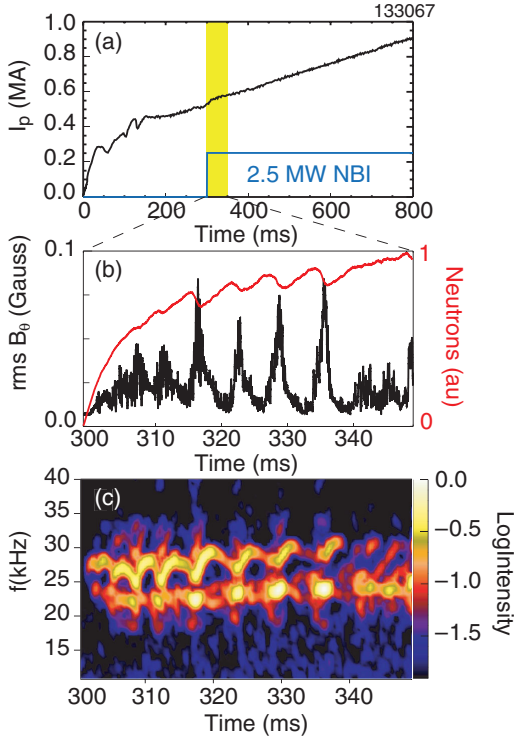 133067
(a)
I_p (MA)
1.0
0.8
0.6
0.4
0.2
0.0
2.5 MW NBI
0 200 400 600 800
Time (ms)
(b)
rms B_θ (Gauss)
0.1
0.0
1
0
Neutrons (au)
300 310 320 330 340
Time (ms)
(c)
f(kHz)
40
35
30
25
20
15
0.0
−0.5
−1.0
−1.5
LogIntensity
300 310 320 330 340
Time (ms)